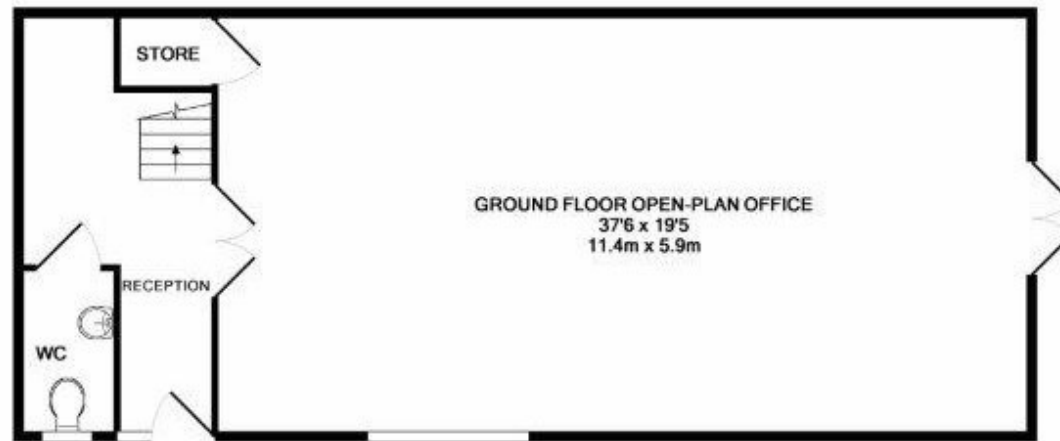 STORE
GROUND FLOOR OPEN-PLAN OFFICE
37'6 x 19'5
11.4m x 5.9m
RECEPTION
WC